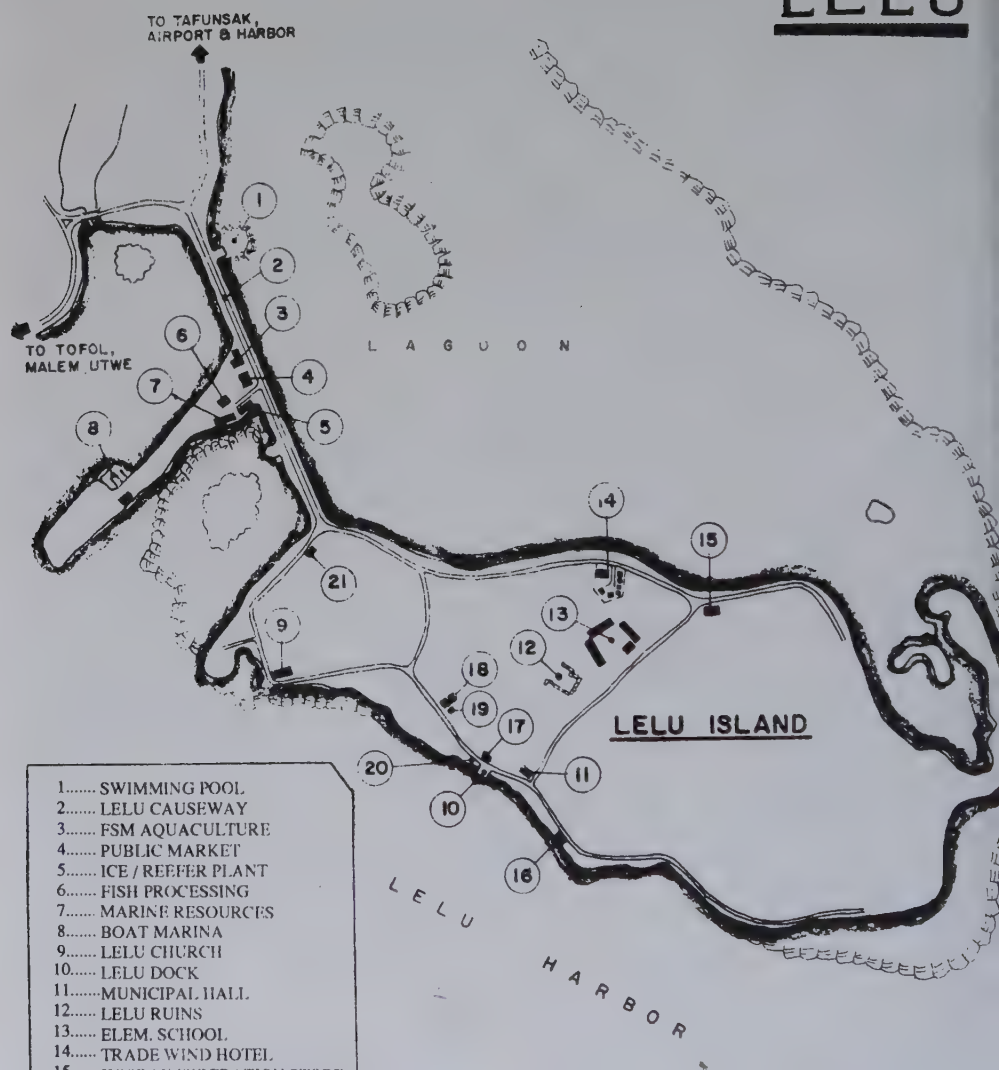 LELU
TO TAFUNSAK,
AIRPORT & HARBOR
1
2
3
6
TO TOFOL,
MALEM, UTWE
LAGOON
4
7
5
8
14
15
21
13
9
12
18
19
LELU ISLAND
17
20
11
10
16
LELU
HARBOR
1...... SWIMMING POOL
2...... LELU CAUSEWAY
3...... FSM AQUACULTURE
4...... PUBLIC MARKET
5...... ICE / REEFER PLANT
6...... FISH PROCESSING
7...... MARINE RESOURCES
8...... BOAT MARINA
9...... LELU CHURCH
10...... LELU DOCK
11......MUNICIPAL HALL
12...... LELU RUINS
13...... ELEM. SCHOOL
14...... TRADE WIND HOTEL
15......